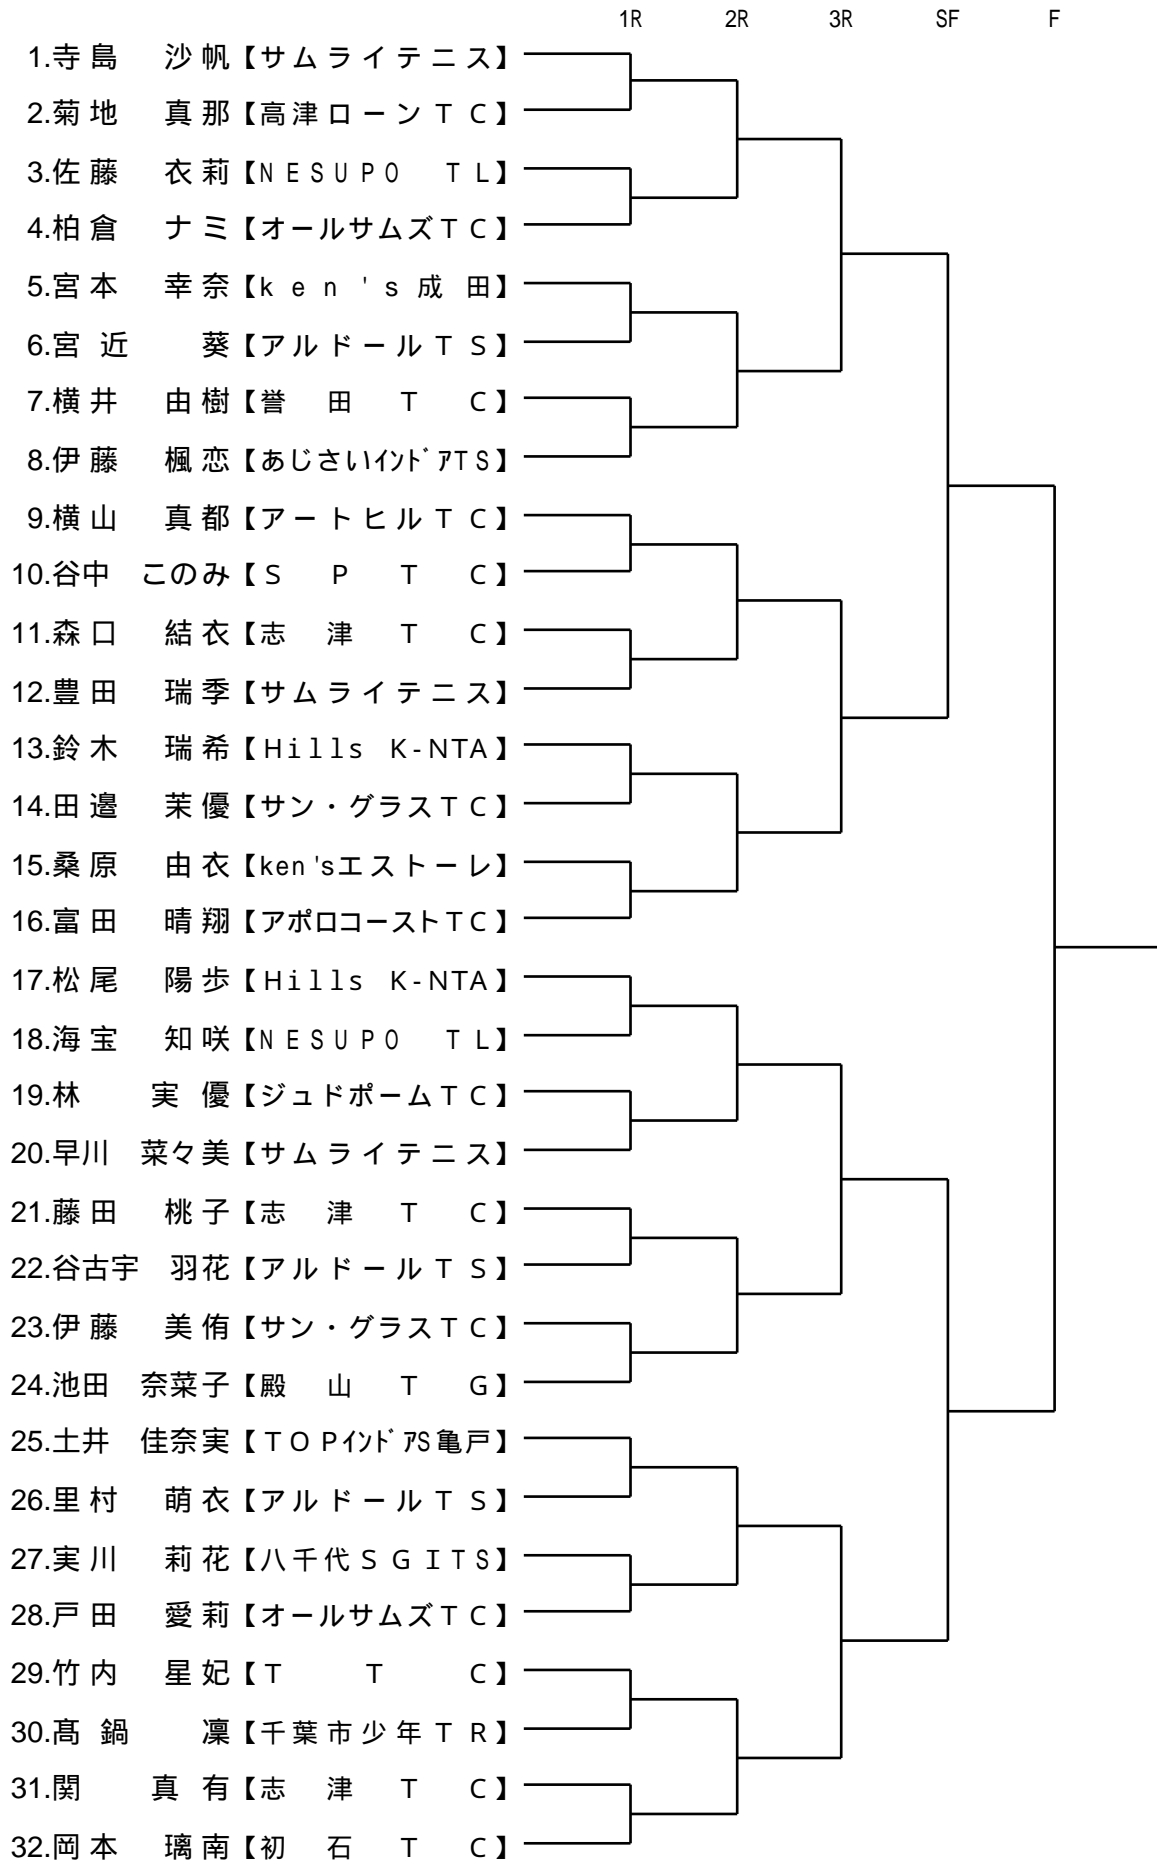 1R 2R 3R SF F
1.寺島 沙帆【サムライテニス】
2.菊地 真那【高津ローンＴＣ】
3.佐藤 衣莉【ＮＥＳＵＰＯ ＴＬ】
4.柏倉 ナミ【オールサムズＴＣ】
5.宮本 幸奈【ｋｅｎ'ｓ成田】
6.宮近 葵【アルドールＴＳ】
7.横井 由樹【誉田ＴＣ】
8.伊藤 楓恋【あじさいｲﾝﾄﾞｱTS】
9.横山 真都【アートヒルＴＣ】
10.谷中 このみ【ＳＰＴＣ】
11.森口 結衣【志津ＴＣ】
12.豊田 瑞季【サムライテニス】
13.鈴木 瑞希【Hills K-NTA】
14.田邉 茉優【サン・グラスＴＣ】
15.桑原 由衣【ken'sエストーレ】
16.富田 晴翔【アポロコーストＴＣ】
17.松尾 陽歩【Hills K-NTA】
18.海宝 知咲【ＮＥＳＵＰＯ ＴＬ】
19.林 実優【ジュドポームＴＣ】
20.早川 菜々美【サムライテニス】
21.藤田 桃子【志津ＴＣ】
22.谷古宇 羽花【アルドールＴＳ】
23.伊藤 美侑【サン・グラスＴＣ】
24.池田 奈菜子【殿山ＴＧ】
25.土井 佳奈実【ＴＯＰｲﾝﾄﾞｱS亀戸】
26.里村 萌衣【アルドールＴＳ】
27.実川 莉花【八千代ＳＧＩＴＳ】
28.戸田 愛莉【オールサムズＴＣ】
29.竹内 星妃【ＴＴＣ】
30.髙鍋 凜【千葉市少年ＴＲ】
31.関 真有【志津ＴＣ】
32.岡本 璃南【初石ＴＣ】